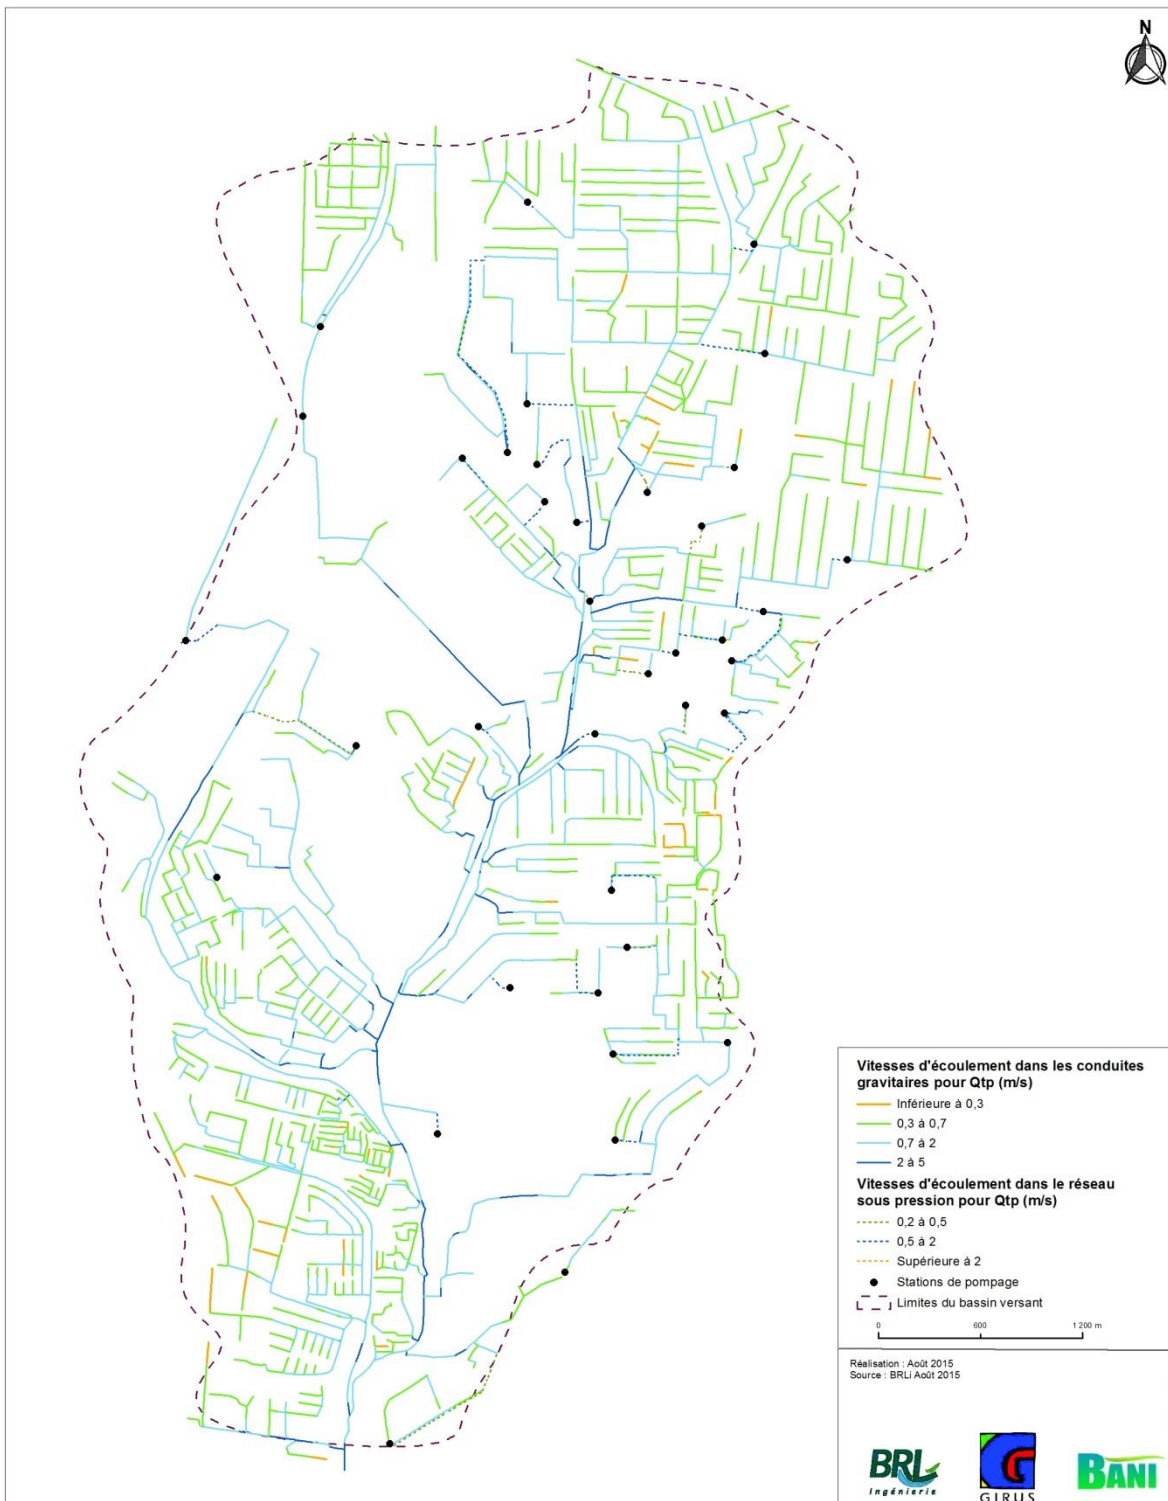 N
Vitesses d'écoulement dans les conduites
gravitaires pour Qtp (m/s)
Inférieure à 0,3
0,3 à 0,7
0,7 à 2
2 à 5
Vitesses d'écoulement dans le réseau
sous pression pour Qtp (m/s)
0,2 à 0,5
0,5 à 2
Supérieure à 2
Stations de pompage
Limites du bassin versant
0 600 1 200 m
Réalisation : Août 2015
Source : BRLi Août 2015
BRL
Ingénierie
GIRUS
BANI